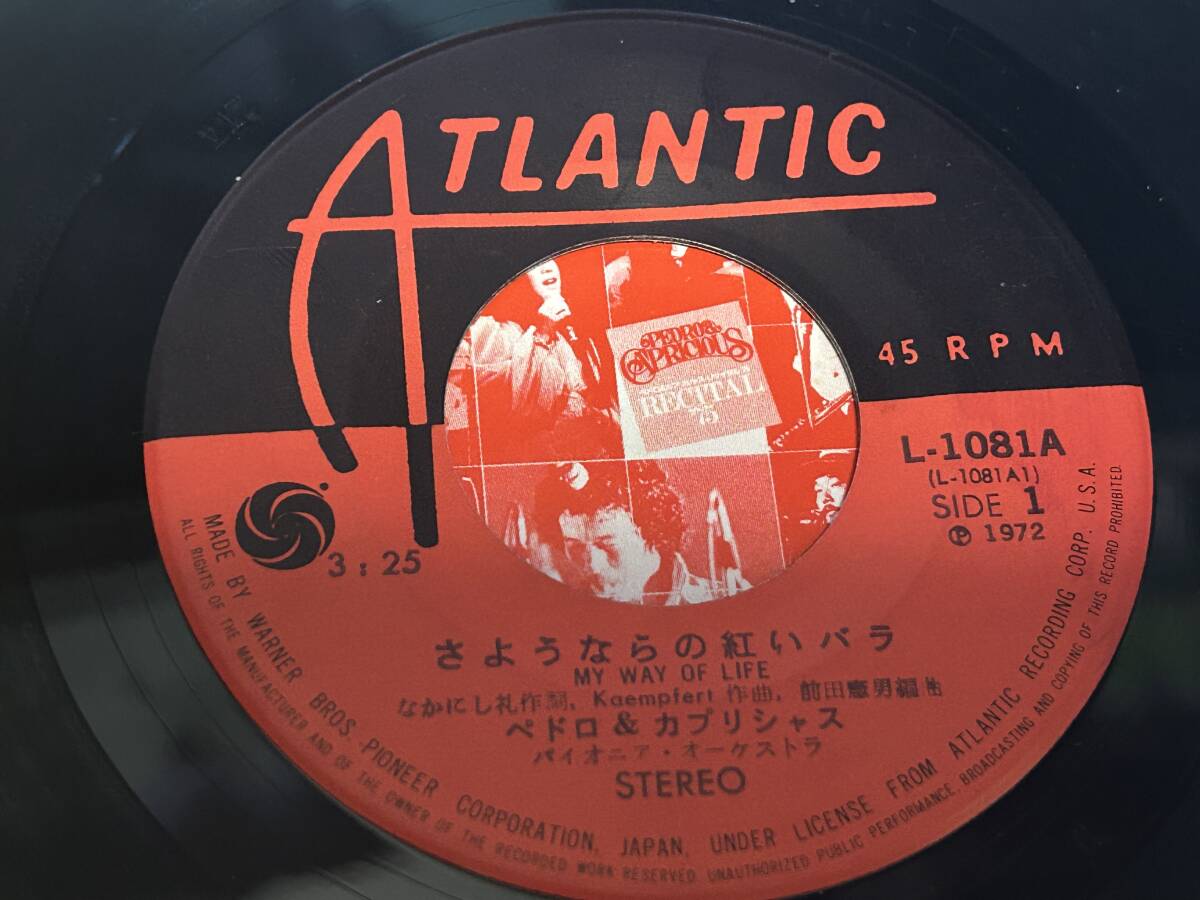 ATLANTIC
PEDRO &
CAPRICIOUS
RECITAL
'75
45 RPM
L-1081A
(L-1081A1)
SIDE 1
Ⓟ 1972
3:25
さようならの紅いバラ
MY WAY OF LIFE
なかにし礼作詞, Kaempfert 作曲, 前田憲男編曲
ペドロ&カプリシャス
パイオニア・オーケストラ
STEREO
MADE BY WARNER BROS. PIONEER CORPORATION, JAPAN, UNDER LICENSE FROM ATLANTIC RECORDING CORP. U.S.A.
ALL RIGHTS OF THE MANUFACTURER AND OF THE OWNER OF THE RECORDED WORK RESERVED. UNAUTHORIZED PUBLIC PERFORMANCE, BROADCASTING AND COPYING OF THIS RECORD PROHIBITED.